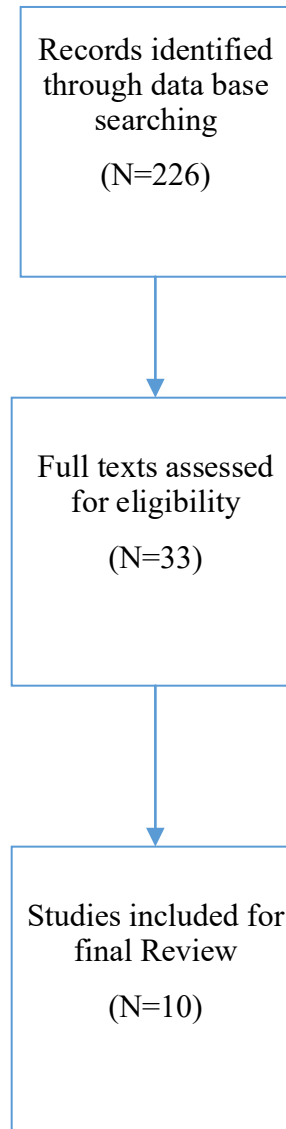 Records identified
through data base
searching
(N=226)
Full texts assessed
for eligibility
(N=33)
Studies included for
final Review
(N=10)